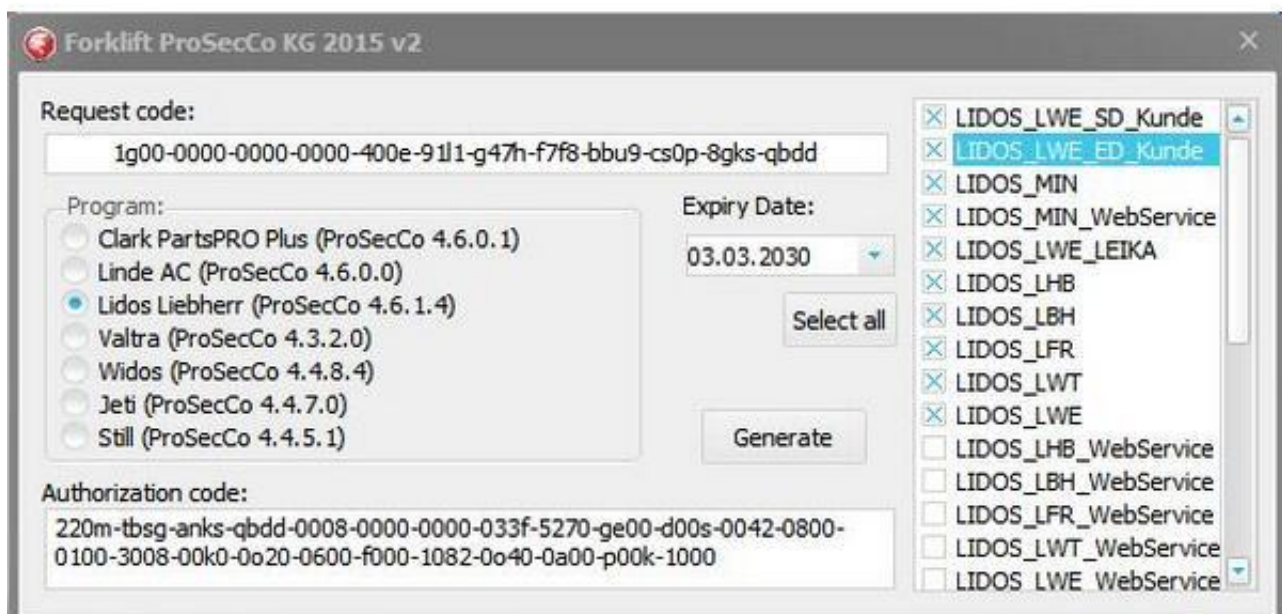 Forklift ProSecCo KG 2015 v2
Request code:
1g00-0000-0000-0000-400e-91l1-g47h-f7f8-bbu9-cs0p-8gks-qbdd
Program:
Clark PartsPRO Plus (ProSecCo 4.6.0.1)
Linde AC (ProSecCo 4.6.0.0)
Lidos Liebherr (ProSecCo 4.6.1.4)
Valtra (ProSecCo 4.3.2.0)
Widos (ProSecCo 4.4.8.4)
Jeti (ProSecCo 4.4.7.0)
Still (ProSecCo 4.4.5.1)
Expiry Date:
03.03.2030
Select all
Generate
Authorization code:
220m-tbsg-anks-qbdd-0008-0000-0000-033f-5270-ge00-d00s-0042-0800-
0100-3008-00k0-0o20-0600-f000-1082-0o40-0a00-p00k-1000
LIDOS_LWE_SD_Kunde
LIDOS_LWE_ED_Kunde
LIDOS_MIN
LIDOS_MIN_WebService
LIDOS_LWE_LEIKA
LIDOS_LHB
LIDOS_LBH
LIDOS_LFR
LIDOS_LWT
LIDOS_LWE
LIDOS_LHB_WebService
LIDOS_LBH_WebService
LIDOS_LFR_WebService
LIDOS_LWT_WebService
LIDOS_LWE_WebService